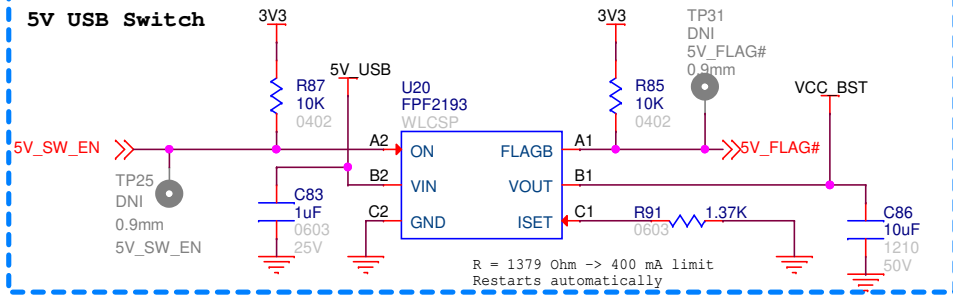 5V USB Switch
3V3
3V3
TP31
DNI
5V_FLAG#
0.9mm
5V_USB
R87
10K
0402
U20
FPF2193
WLCSP
R85
10K
0402
VCC_BST
5V_SW_EN
A2
ON
FLAGB
A1
5V_FLAG#
TP25
DNI
0.9mm
5V_SW_EN
B2
VIN
VOUT
B1
C83
1uF
0603
25V
C2
GND
ISET
C1
R91
1.37K
0603
C86
10uF
1210
50V
R = 1379 Ohm -> 400 mA limit
Restarts automatically